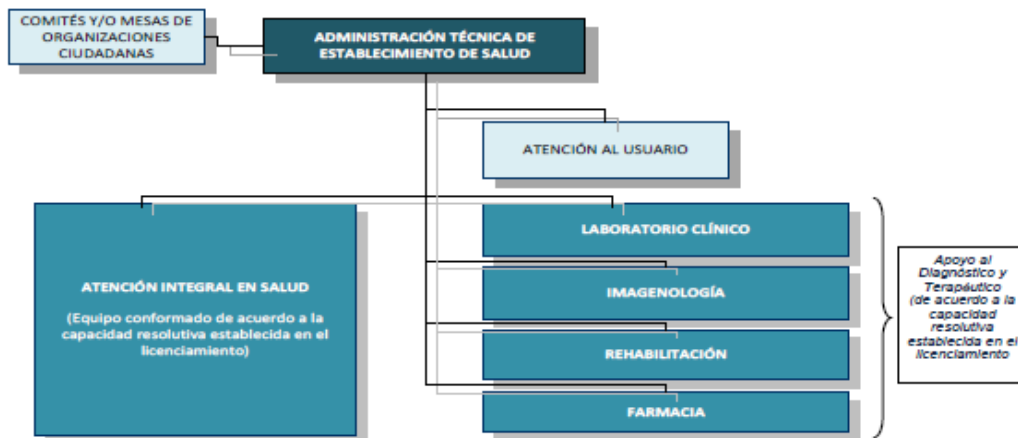 COMITÉS Y/O MESAS DE
ORGANIZACIONES
CIUDADANAS
ADMINISTRACIÓN TÉCNICA DE
ESTABLECIMIENTO DE SALUD
ATENCIÓN AL USUARIO
ATENCIÓN INTEGRAL EN SALUD
(Equipo conformado de acuerdo a la
capacidad resolutiva establecida en el
licenciamiento)
LABORATORIO CLÍNICO
IMAGENOLOGÍA
REHABILITACIÓN
FARMACIA
Apoyo al
Diagnóstico y
Terapéutico
(de acuerdo a la
capacidad
resolutiva
establecida en el
licenciamiento